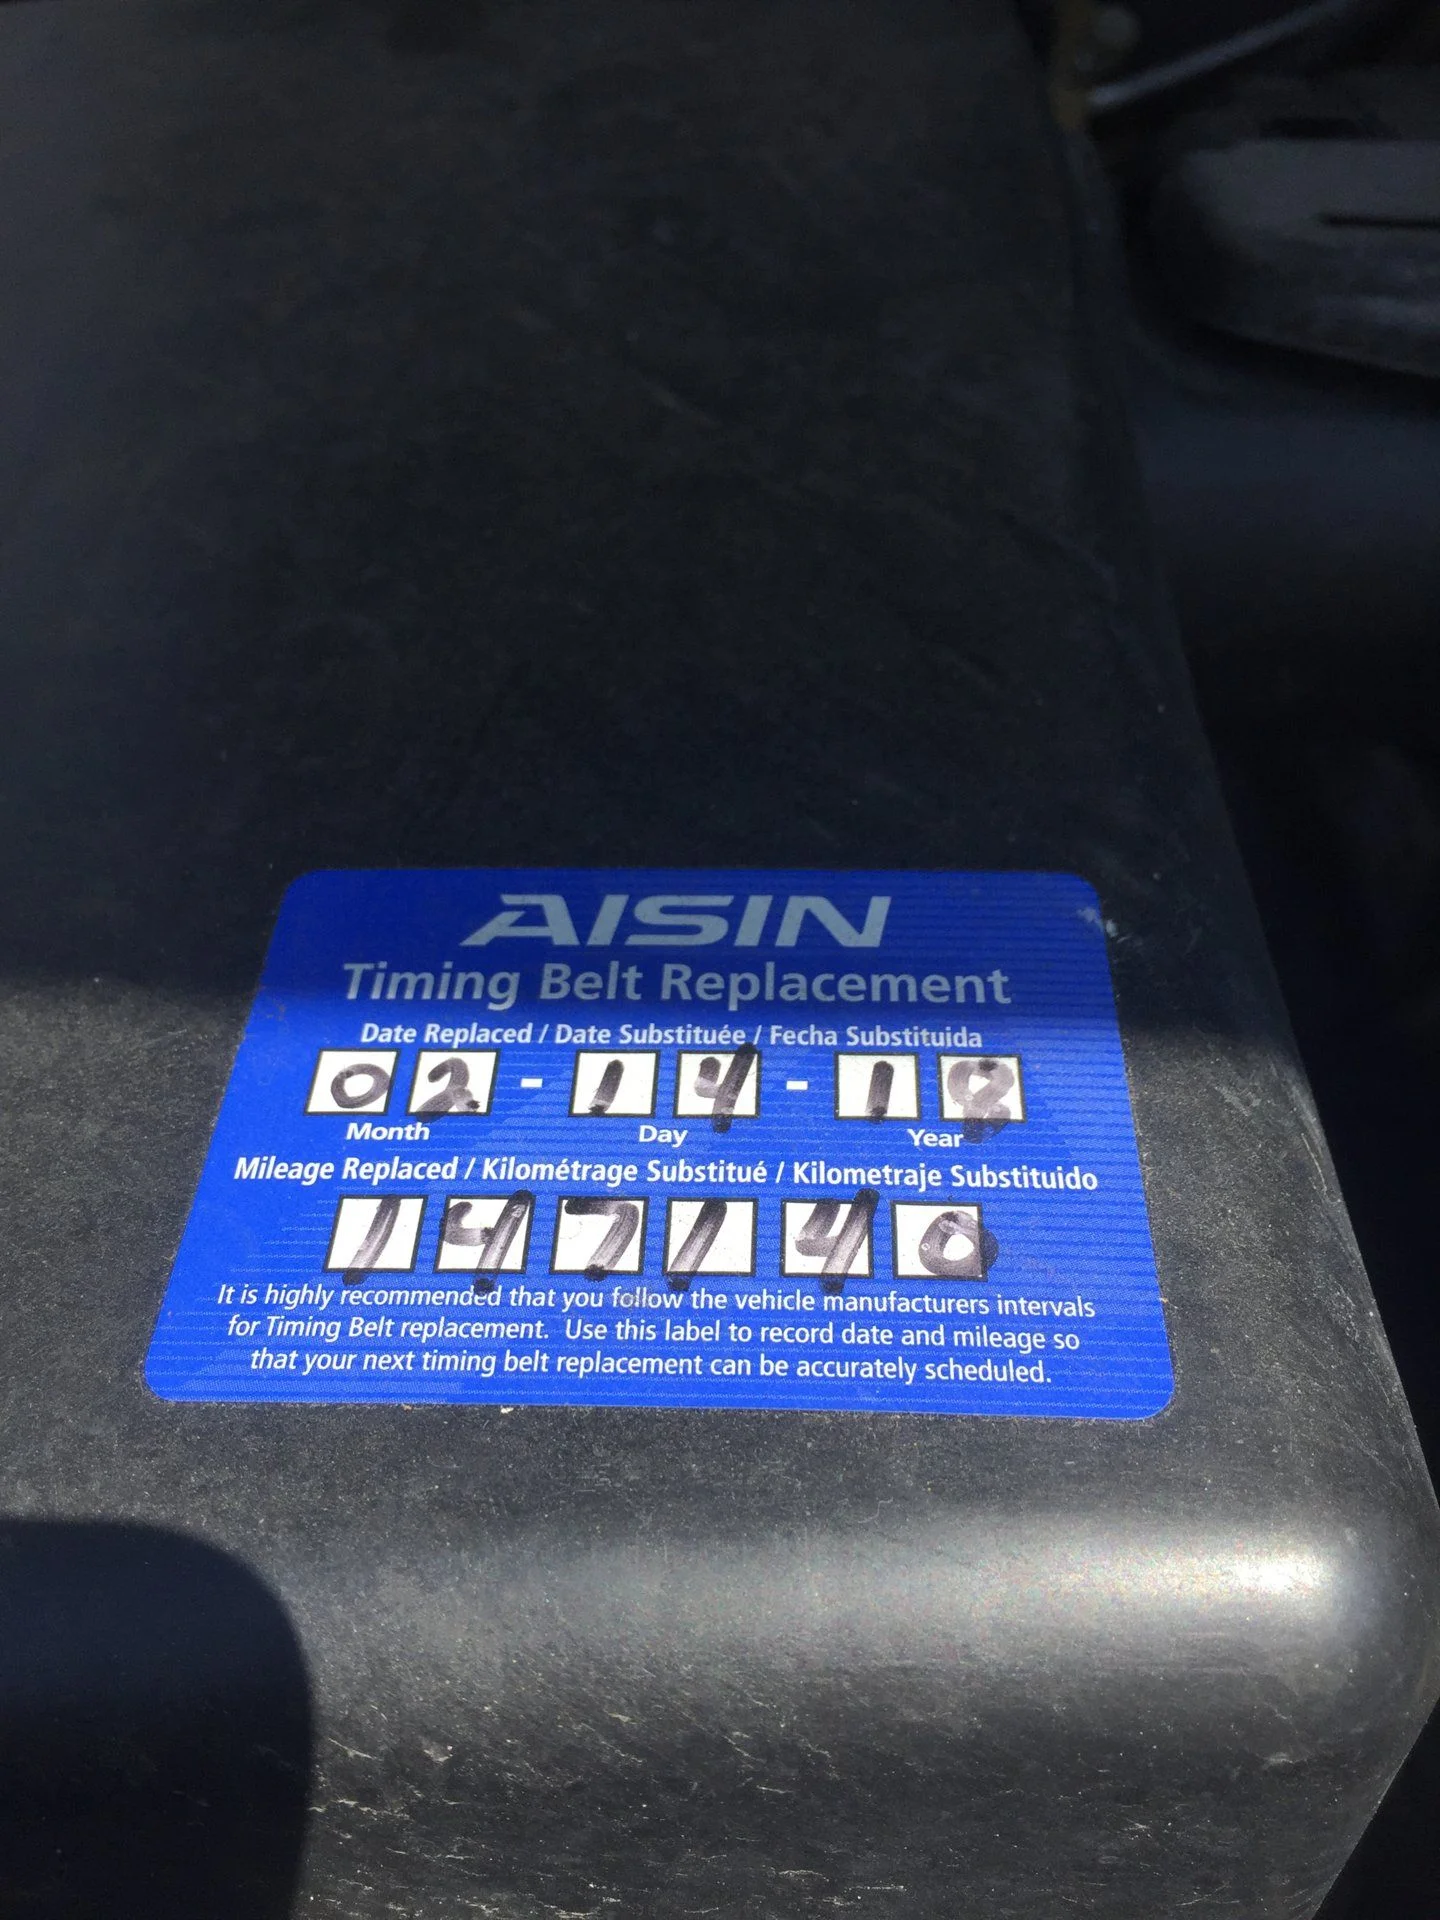 AISIN
Timing Belt Replacement
Date Replaced / Date Substituée / Fecha Substituida
02 - 14 - 18
Month Day Year
Mileage Replaced / Kilométrage Substitué / Kilometraje Substituido
147140
It is highly recommended that you follow the vehicle manufacturers intervals
for Timing Belt replacement. Use this label to record date and mileage so
that your next timing belt replacement can be accurately scheduled.